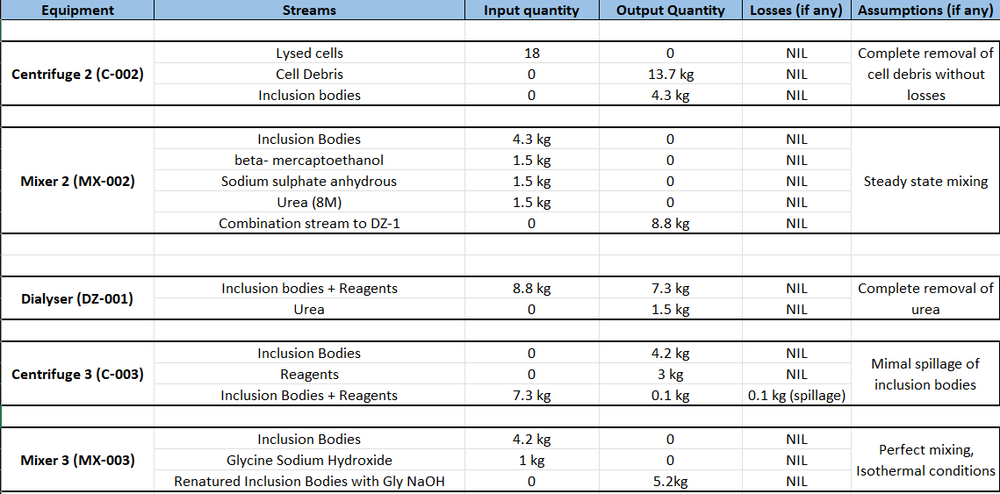 Equipment Streams Input quantity Output Quantity Losses (if any) Assumptions (if any)
Lysed cells 18 0 NIL Complete removal of
Centrifuge 2 (C-002) Cell Debris 0 13.7 kg NIL cell debris without
Inclusion bodies 0 4.3 kg NIL losses
Inclusion Bodies 4.3 kg 0 NIL
beta- mercaptoethanol 1.5 kg 0 NIL
Mixer 2 (MX-002) Sodium sulphate anhydrous 1.5 kg 0 NIL Steady state mixing
Urea (8M) 1.5 kg 0 NIL
Combination stream to DZ-1 0 8.8 kg NIL
Dialyser (DZ-001) Inclusion bodies + Reagents 8.8 kg 7.3 kg NIL Complete removal of
Urea 0 1.5 kg NIL urea
Inclusion Bodies 0 4.2 kg NIL
Centrifuge 3 (C-003) Reagents 0 3 kg NIL Mimal spillage of
Inclusion Bodies + Reagents 7.3 kg 0.1 kg 0.1 kg (spillage) inclusion bodies
Inclusion Bodies 4.2 kg 0 NIL
Mixer 3 (MX-003) Glycine Sodium Hydroxide 1 kg 0 NIL Perfect mixing,
Renatured Inclusion Bodies with Gly NaOH 0 5.2kg NIL Isothermal conditions